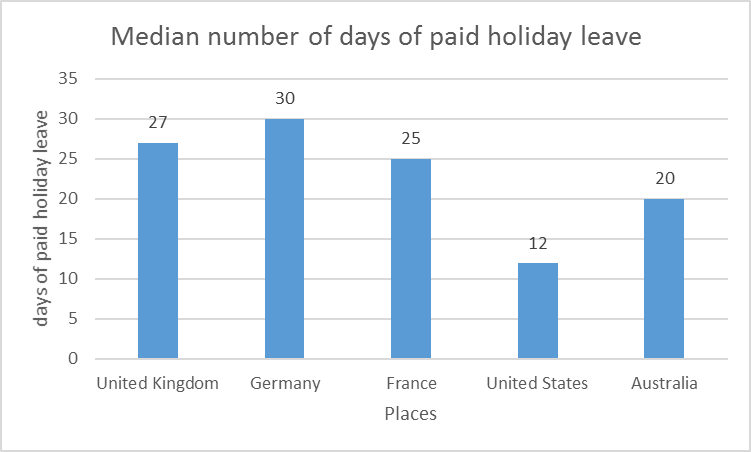 Median number of days of paid holiday leave
days of paid holiday leave
35
30
25
20
15
10
5
0
27
30
25
12
20
United Kingdom
Germany
France
United States
Australia
Places